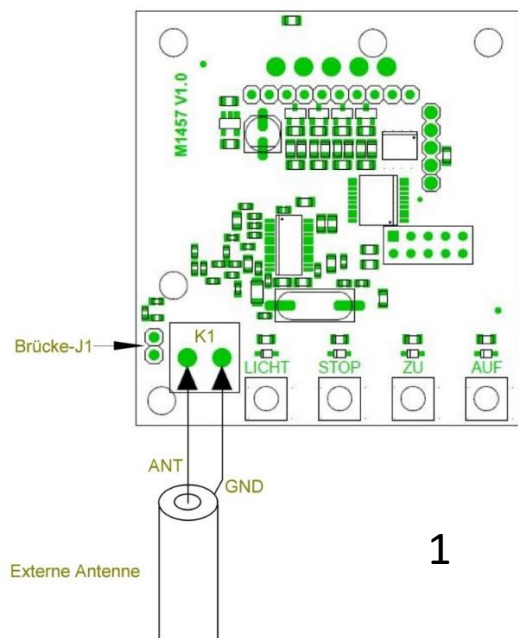 M1457 V1.0
Brücke-J1
K1
LICHT STOP ZU AUF
ANT
GND
Externe Antenne
1